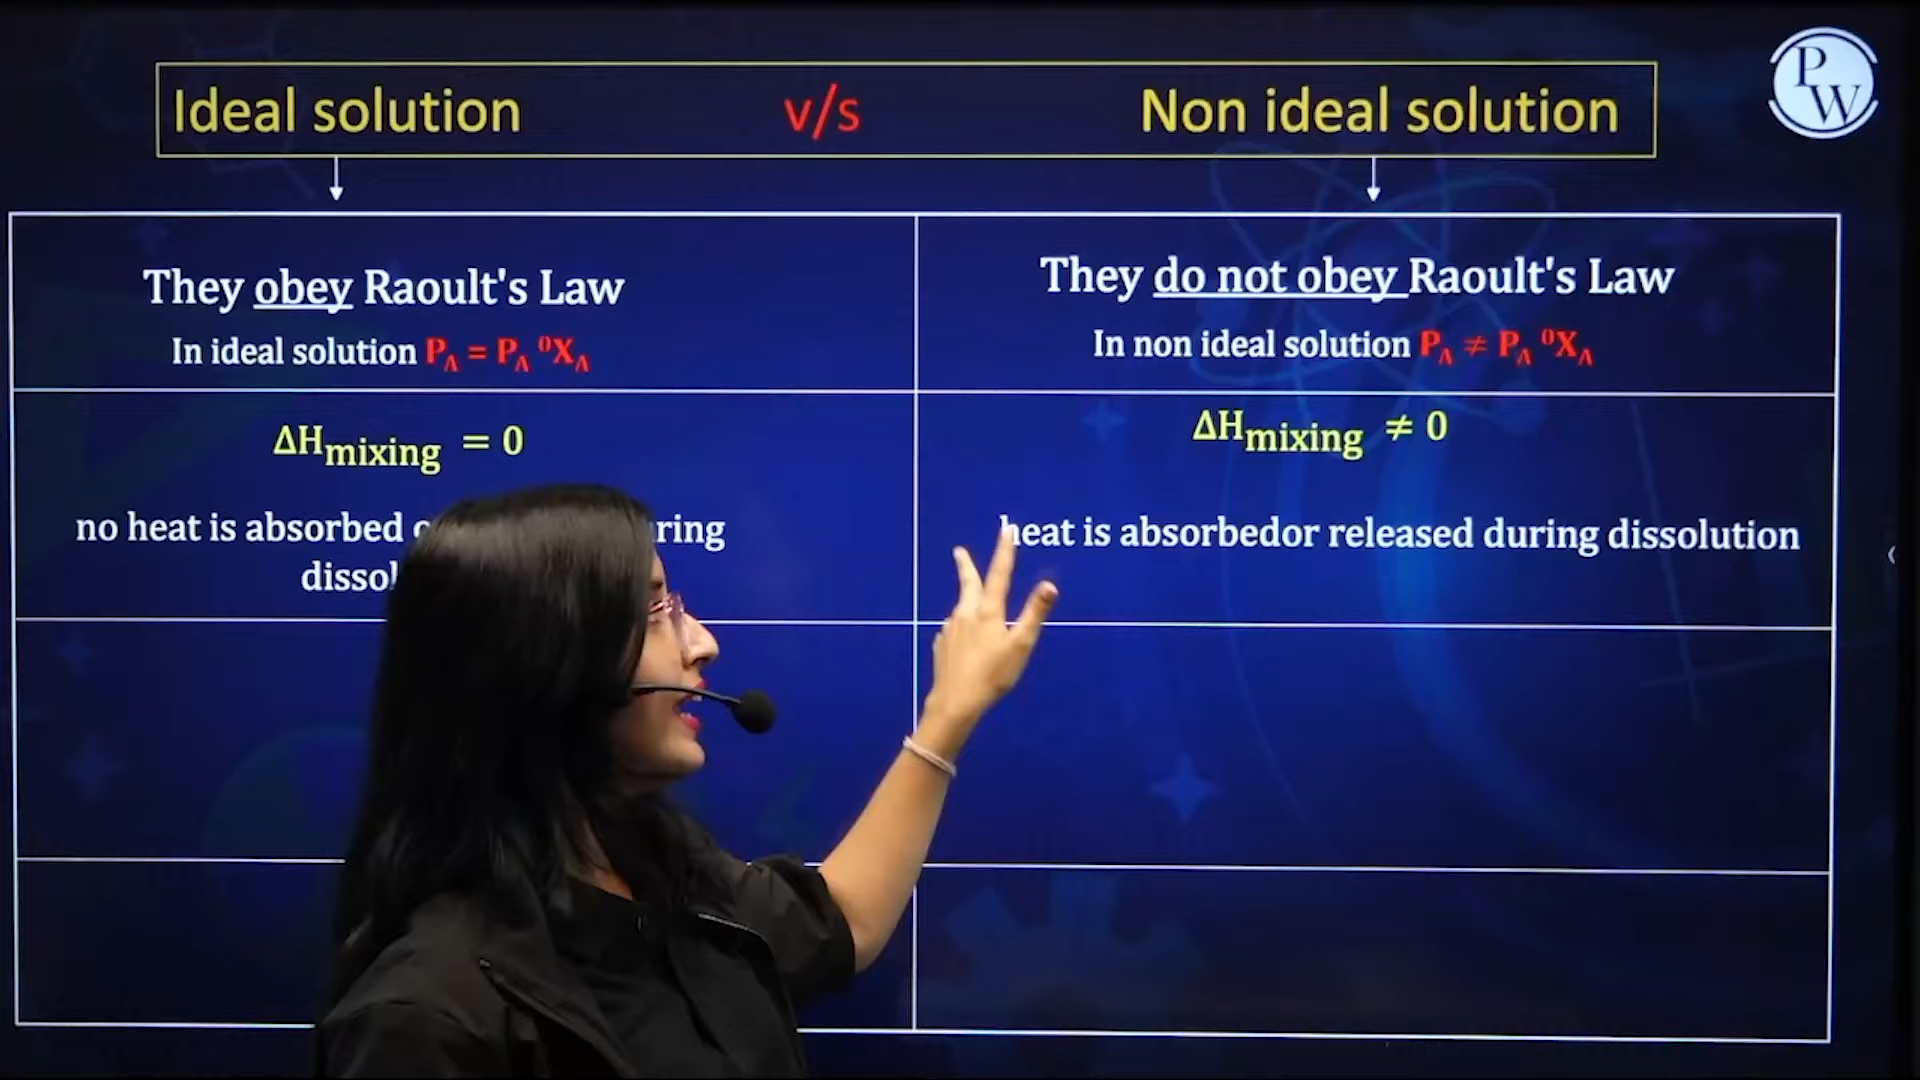 PW
Ideal solution v/s Non ideal solution
They obey Raoult's Law
In ideal solution P_A = P_A ⁰X_A
They do not obey Raoult's Law
In non ideal solution P_A ≠ P_A ⁰X_A
ΔH_mixing = 0
no heat is absorbed
ΔH_mixing ≠ 0
heat is absorbedor released during dissolution